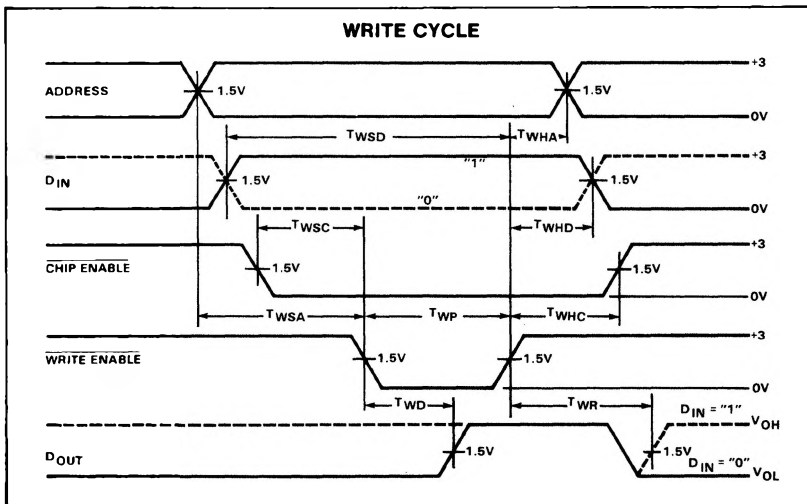 WRITE CYCLE
ADDRESS
1.5V
1.5V
+3
0V
TWSD
TWHA
DIN
1.5V
"1"
"0"
1.5V
+3
0V
TWSC
TWHD
CHIP ENABLE
1.5V
1.5V
+3
0V
TWSA
TWP
TWHC
WRITE ENABLE
1.5V
1.5V
+3
0V
TWD
TWR
DOUT
1.5V
1.5V
DIN = "1"
VOH
DIN = "0"
VOL